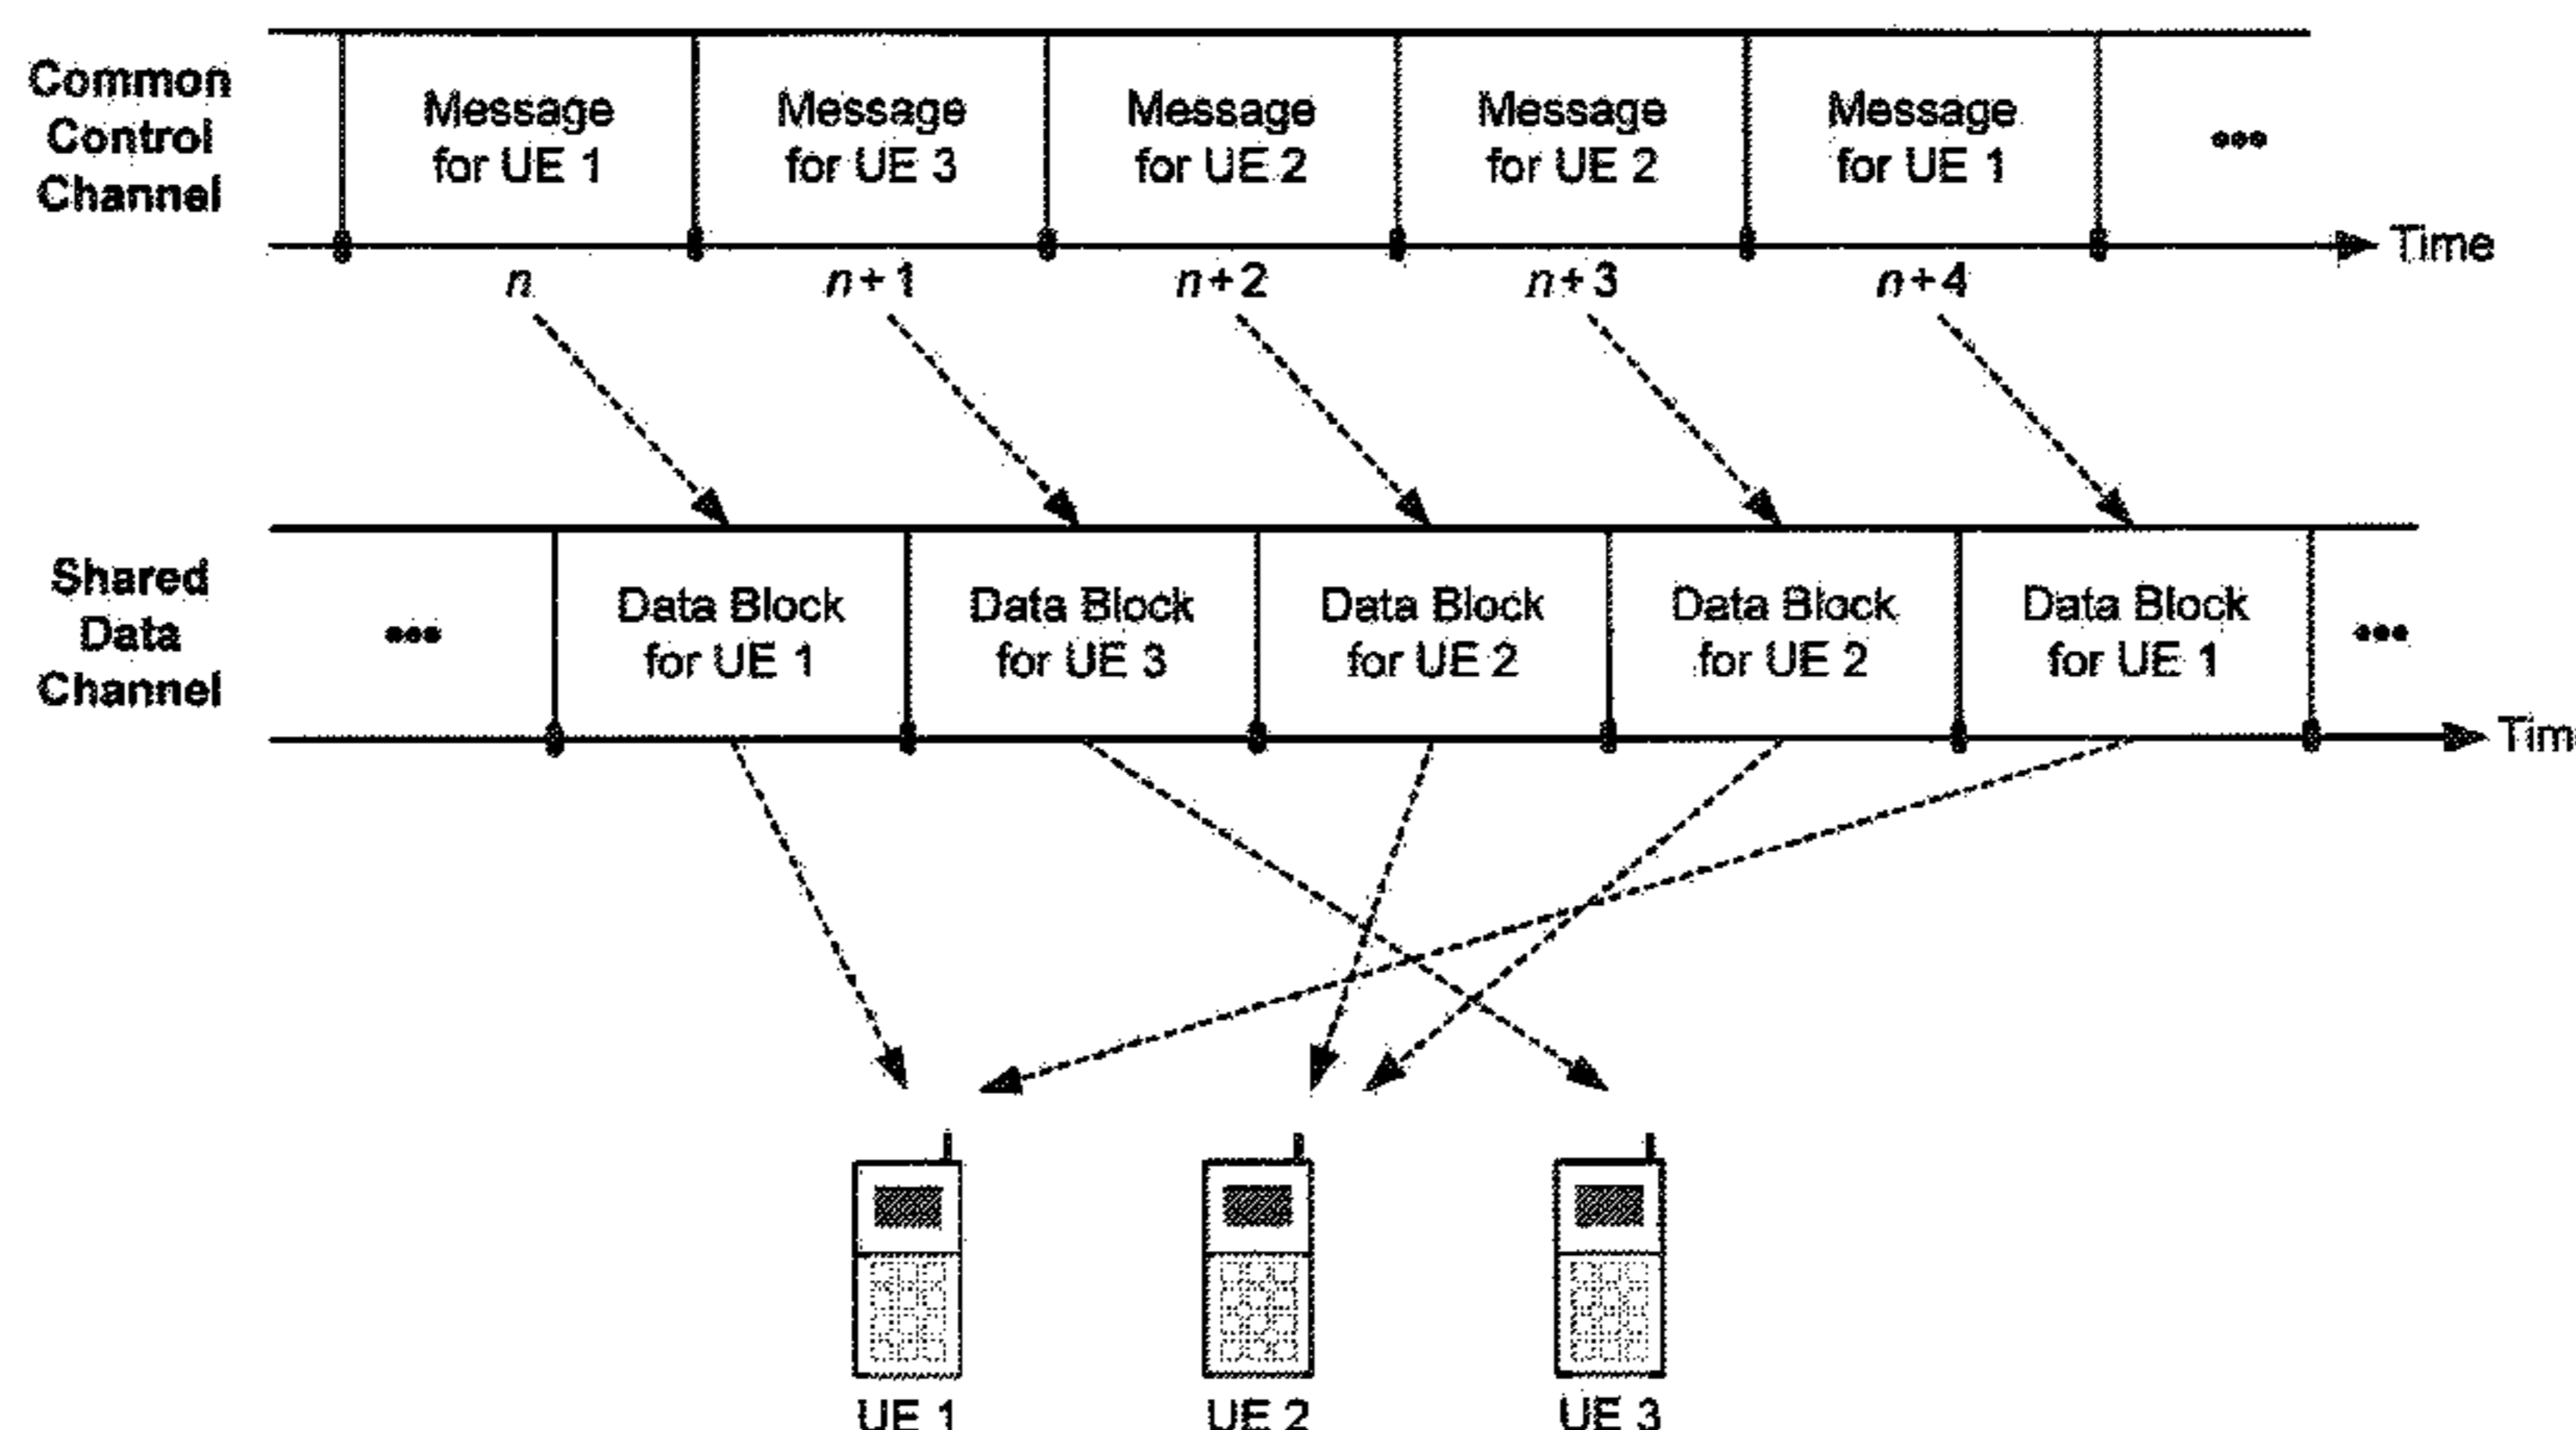 Common
Control
Channel
Message
for UE 1
Message
for UE 3
Message
for UE 2
Message
for UE 2
Message
for UE 1
•••
Time
n
n+1
n+2
n+3
n+4
Shared
Data
Channel
•••
Data Block
for UE 1
Data Block
for UE 3
Data Block
for UE 2
Data Block
for UE 2
Data Block
for UE 1
•••
Tim
UE 1
UE 2
UE 3